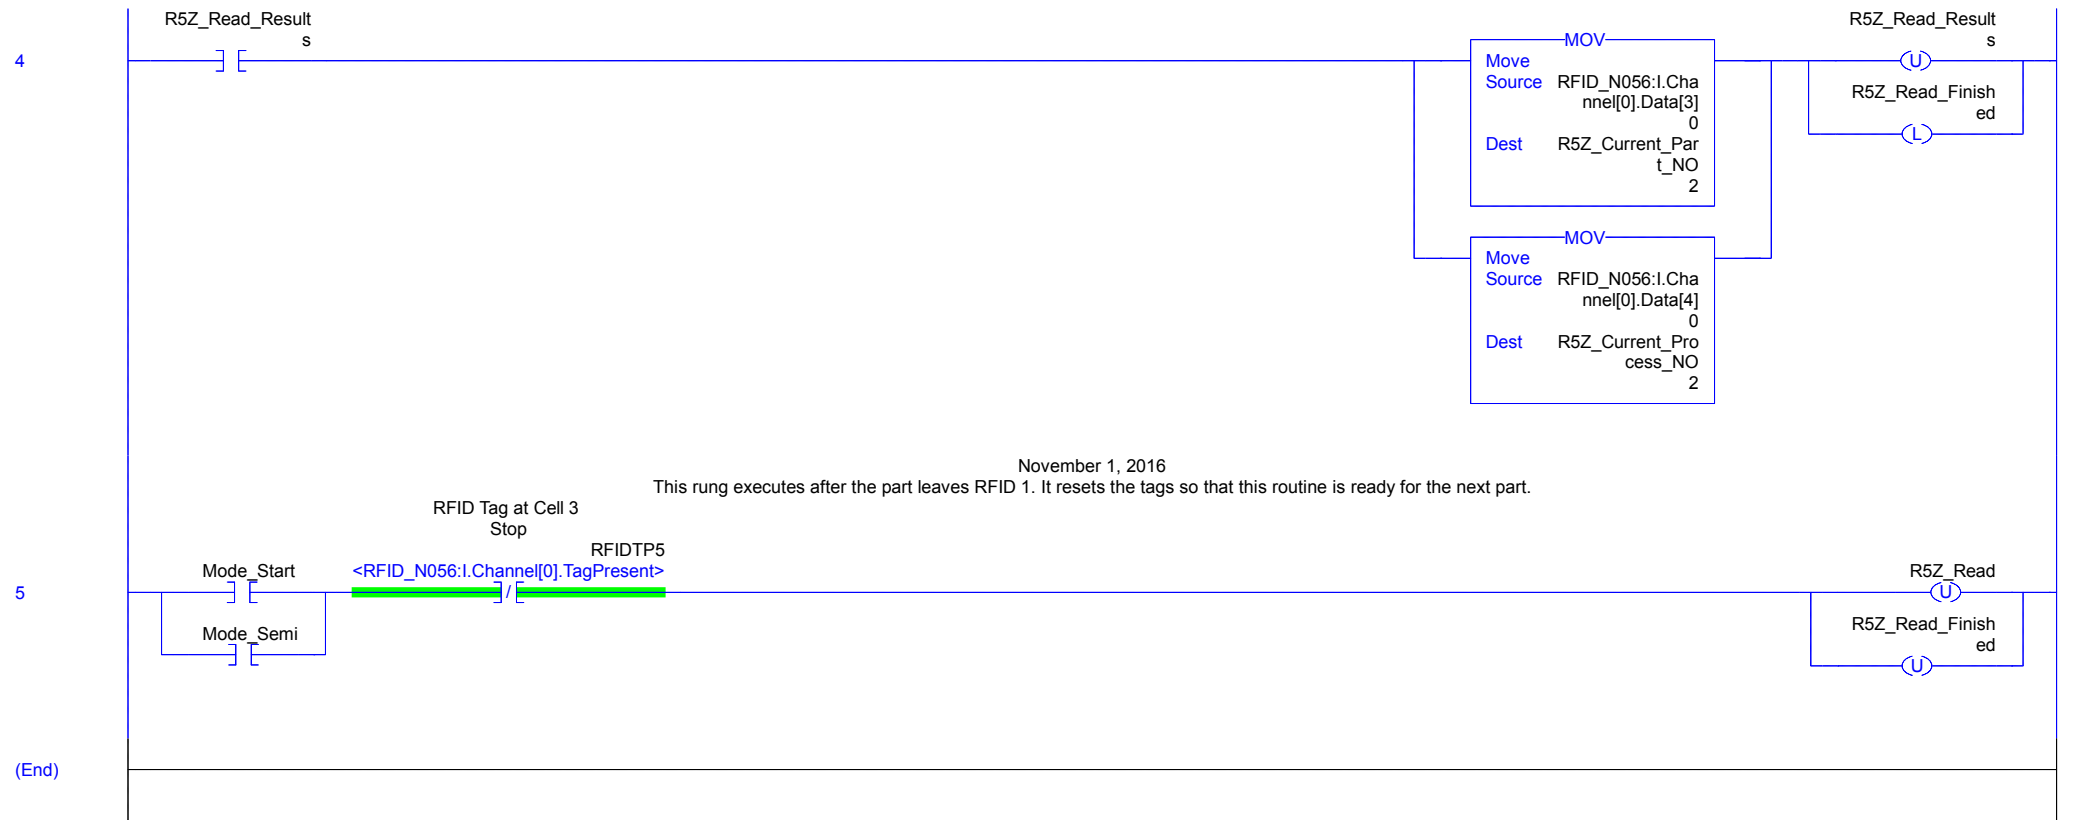 R5Z_Read_Result
s
R5Z_Read_Result
s
4
MOV
Move
Source RFID_N056:I.Cha
nnel[0].Data[3]
0
Dest R5Z_Current_Par
t_NO
2
U
R5Z_Read_Finish
ed
L
MOV
Move
Source RFID_N056:I.Cha
nnel[0].Data[4]
0
Dest R5Z_Current_Pro
cess_NO
2
November 1, 2016
This rung executes after the part leaves RFID 1. It resets the tags so that this routine is ready for the next part.
RFID Tag at Cell 3
Stop
RFIDTP5
Mode_Start <RFID_N056:I.Channel[0].TagPresent> R5Z_Read
5 / U
Mode_Semi
R5Z_Read_Finish
ed
U
(End)